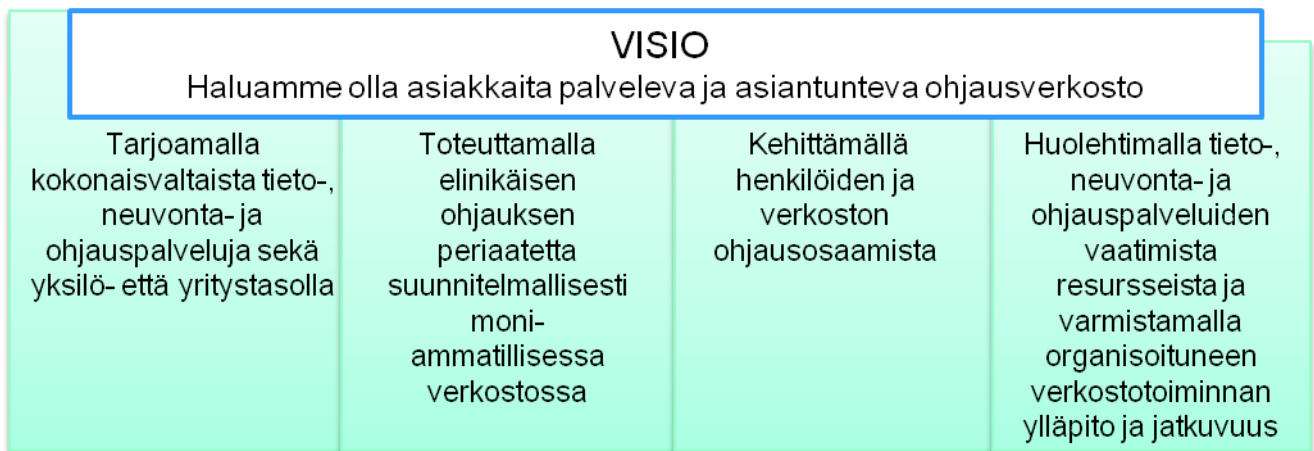 VISIO
Haluamme olla asiakkaita palveleva ja asiantunteva ohjausverkosto
Tarjoamalla
kokonaisvaltaista tieto-,
neuvonta- ja
ohjauspalveluja sekä
yksilö- että yritystasolla
Toteuttamalla
elinikäisen
ohjauksen
periaatetta
suunnitelmallisesti
moni-
ammatillisessa
verkostossa
Kehittämällä
henkilöiden ja
verkoston
ohjausosaamista
Huolehtimalla tieto-,
neuvonta- ja
ohjauspalveluiden
vaatimista
resursseista ja
varmistamalla
organisoituneen
verkostotoiminnan
ylläpito ja jatkuvuus